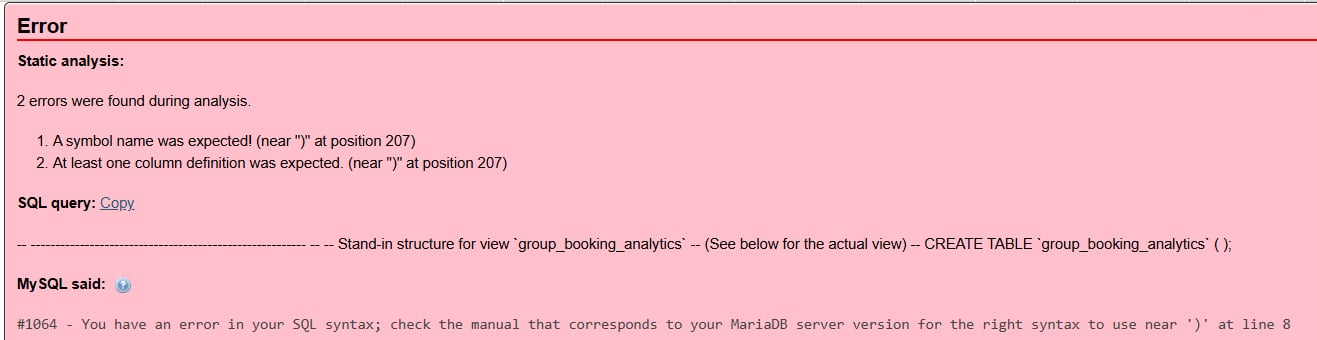 Error
Static analysis:
2 errors were found during analysis.
1. A symbol name was expected! (near ")" at position 207)
2. At least one column definition was expected. (near ")" at position 207)
SQL query: Copy
-- -------------------------------------------------------- -- -- Stand-in structure for view `group_booking_analytics` -- (See below for the actual view) -- CREATE TABLE `group_booking_analytics` ( );
MySQL said:
#1064 - You have an error in your SQL syntax; check the manual that corresponds to your MariaDB server version for the right syntax to use near ')' at line 8